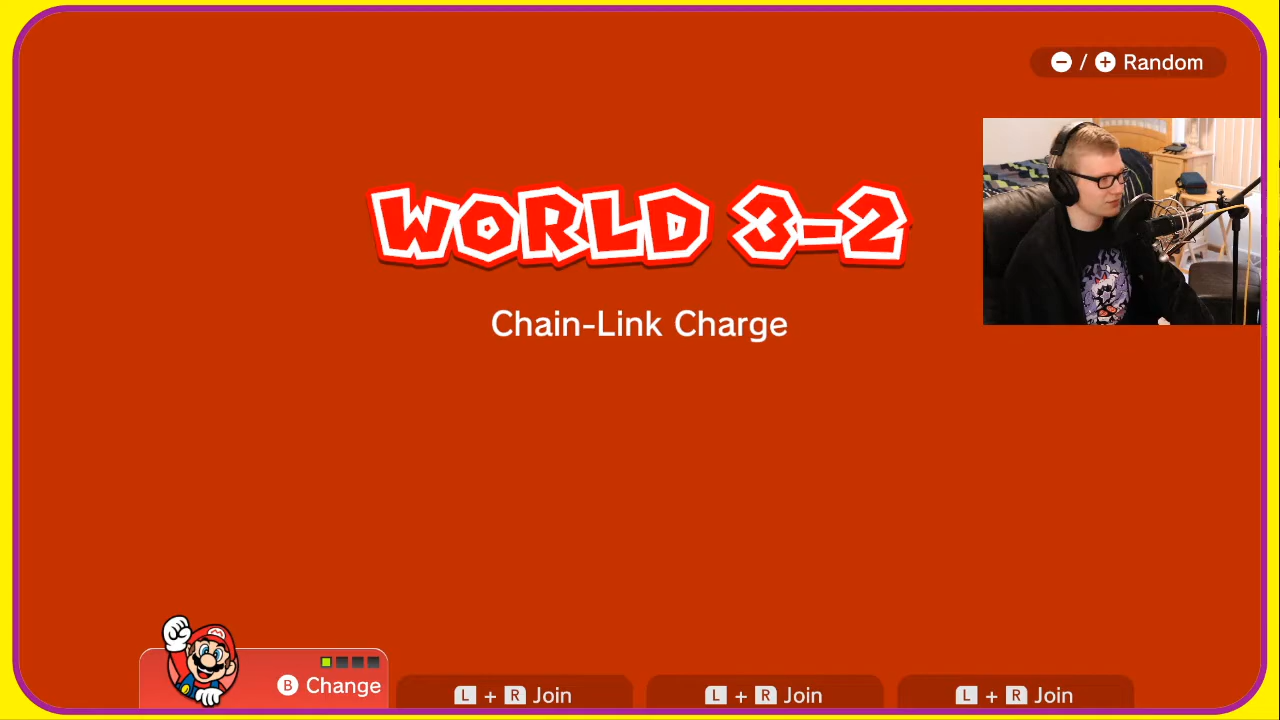 ⊖ / ⊕ Random
WORLD 3-2
Chain-Link Charge
B Change
L + R Join
L + R Join
L + R Join